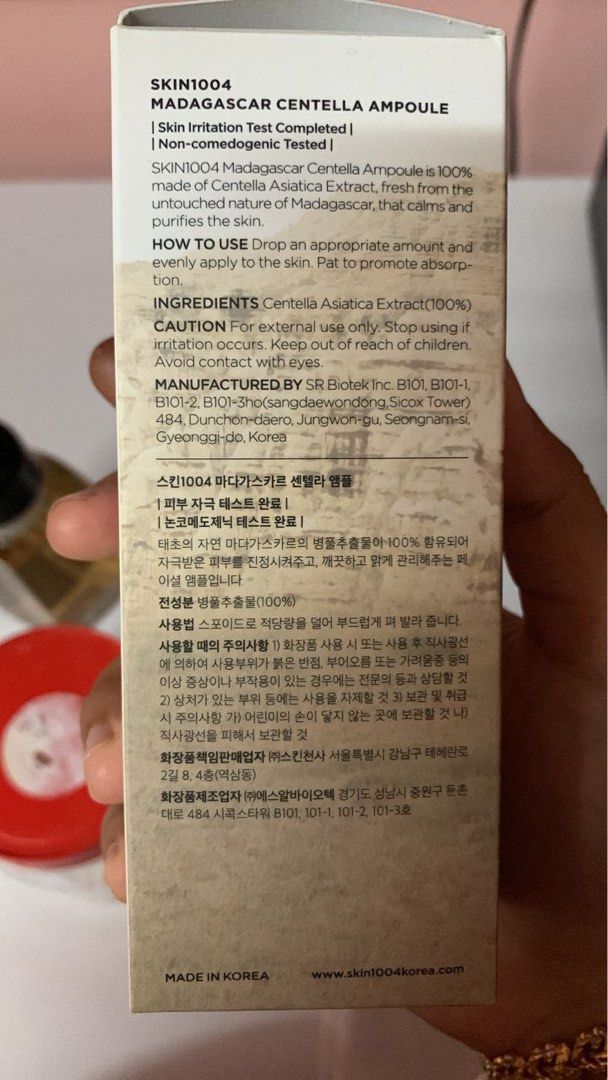 SKIN1004
MADAGASCAR CENTELLA AMPOULE
| Skin Irritation Test Completed |
| Non-comedogenic Tested |
SKIN1004 Madagascar Centella Ampoule is 100%
made of Centella Asiatica Extract, fresh from the
untouched nature of Madagascar, that calms and
purifies the skin.
HOW TO USE Drop an appropriate amount and
evenly apply to the skin. Pat to promote absorp-
tion.
INGREDIENTS Centella Asiatica Extract(100%)
CAUTION For external use only. Stop using if
irritation occurs. Keep out of reach of children.
Avoid contact with eyes.
MANUFACTURED BY SR Biotek Inc. B101, B101-1,
B101-2, B101-3ho(sangdaewondong,Sicox Tower)
484, Dunchon-daero, Jungwon-gu, Seongnam-si,
Gyeonggi-do, Korea
스킨1004 마다가스카르 센텔라 앰플
| 피부 자극 테스트 완료 |
| 논코메도제닉 테스트 완료 |
태초의 자연 마다가스카르의 병풀추출물이 100% 함유되어
자극받은 피부를 진정시켜주고, 깨끗하고 맑게 관리해주는 페
이셜 앰플입니다.
전성분 병풀추출물(100%)
사용법 스포이드로 적당량을 덜어 부드럽게 펴 발라 줍니다.
사용할 때의 주의사항 1) 화장품 사용 시 또는 사용 후 직사광선
에 의하여 사용부위가 붉은 반점, 부어오름 또는 가려움증 등의
이상 증상이나 부작용이 있는 경우에는 전문의 등과 상담할 것
2) 상처가 있는 부위 등에는 사용을 자제할 것 3) 보관 및 취급
시 주의사항 가) 어린이의 손이 닿지 않는 곳에 보관할 것 나)
직사광선을 피해서 보관할 것
화장품책임판매업자 ㈜스킨천사 서울특별시 강남구 테헤란로
2길 8, 4층(역삼동)
화장품제조업자 ㈜에스알바이오텍 경기도 성남시 중원구 둔촌
대로 484 시콕스타워 B101, 101-1, 101-2, 101-3호
MADE IN KOREA
www.skin1004korea.com